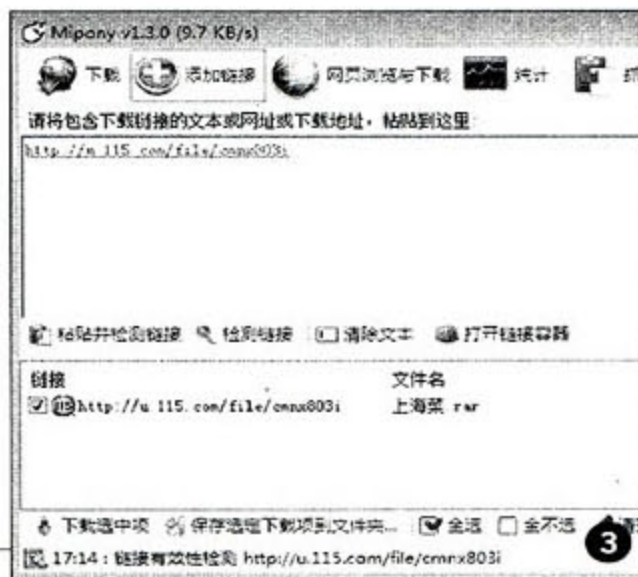 Mipony v1.3.0 (9.7 KB/s)
下载 添加链接 网页浏览与下载 统计
请将包含下载链接的文本或网址或下载地址，粘贴到这里
http://u.115.com/file/cmnx803i
粘贴并检测链接 检测链接 清除文本 打开链接容器
链接 文件名
http://u.115.com/file/cmnx803i 上海菜.rar
下载选中项 保存选定下载项到文件夹... 全选 全不选
3
17:14：链接有效性检测 http://u.115.com/file/cmnx803i